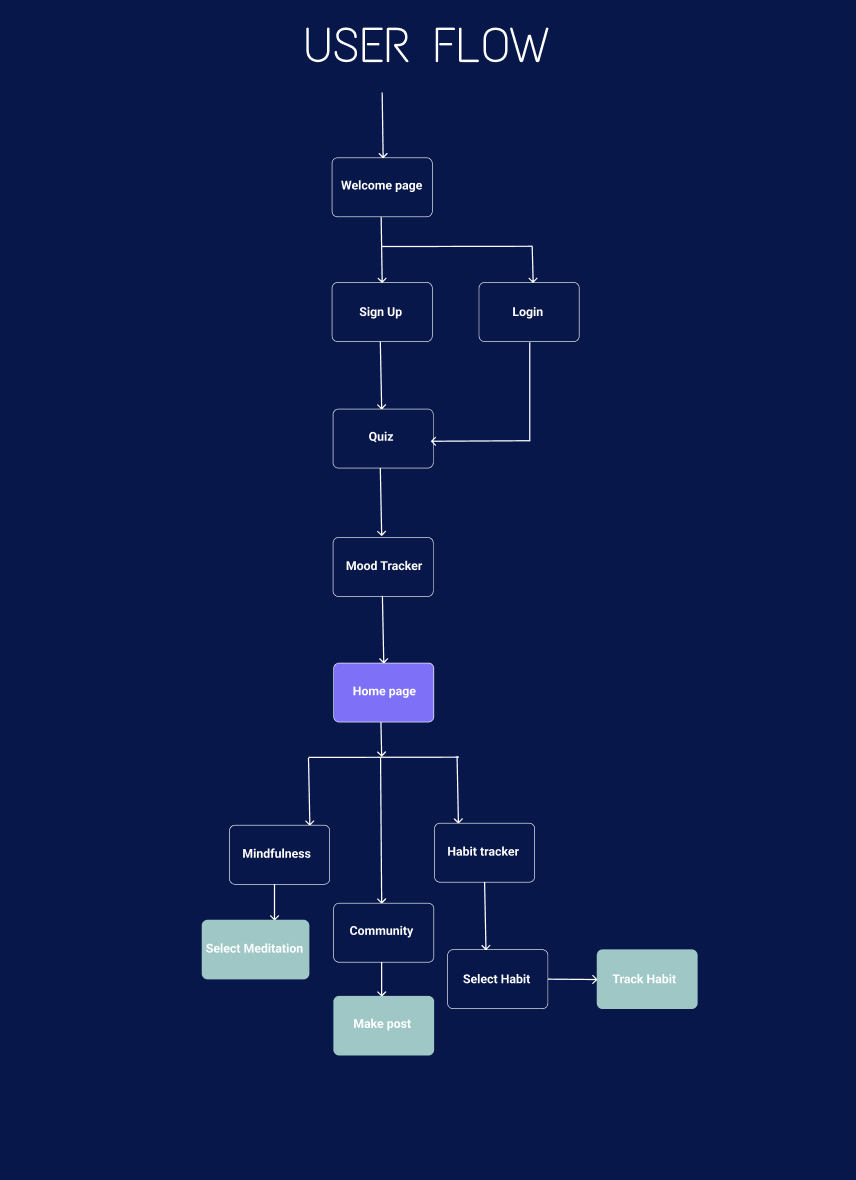 USER FLOW
Welcome page
Sign Up
Login
Quiz
Mood Tracker
Home page
Mindfulness
Habit tracker
Select Meditation
Community
Select Habit
Track Habit
Make post